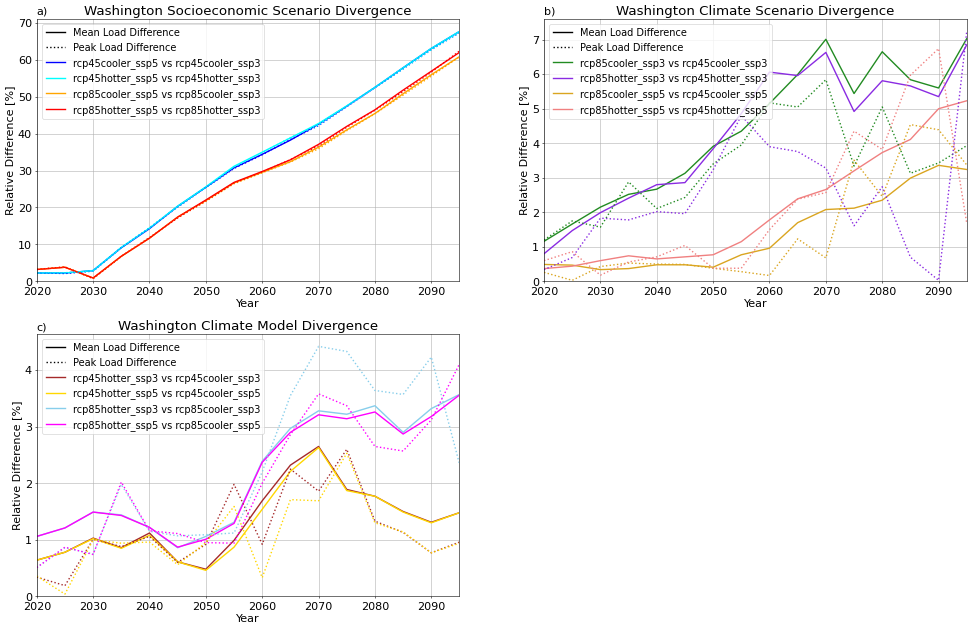 a) Washington Socioeconomic Scenario Divergence
Mean Load Difference
Peak Load Difference
rcp45cooler_ssp5 vs rcp45cooler_ssp3
rcp45hotter_ssp5 vs rcp45hotter_ssp3
rcp85cooler_ssp5 vs rcp85cooler_ssp3
rcp85hotter_ssp5 vs rcp85hotter_ssp3
Relative Difference [%]
70
60
50
40
30
20
10
0
2020 2030 2040 2050 2060 2070 2080 2090
Year
b) Washington Climate Scenario Divergence
Mean Load Difference
Peak Load Difference
rcp85cooler_ssp3 vs rcp45cooler_ssp3
rcp85hotter_ssp3 vs rcp45hotter_ssp3
rcp85cooler_ssp5 vs rcp45cooler_ssp5
rcp85hotter_ssp5 vs rcp45hotter_ssp5
Relative Difference [%]
7
6
5
4
3
2
1
0
2020 2030 2040 2050 2060 2070 2080 2090
Year
c) Washington Climate Model Divergence
Mean Load Difference
Peak Load Difference
rcp45hotter_ssp3 vs rcp45cooler_ssp3
rcp45hotter_ssp5 vs rcp45cooler_ssp5
rcp85hotter_ssp3 vs rcp85cooler_ssp3
rcp85hotter_ssp5 vs rcp85cooler_ssp5
Relative Difference [%]
4
3
2
1
0
2020 2030 2040 2050 2060 2070 2080 2090
Year